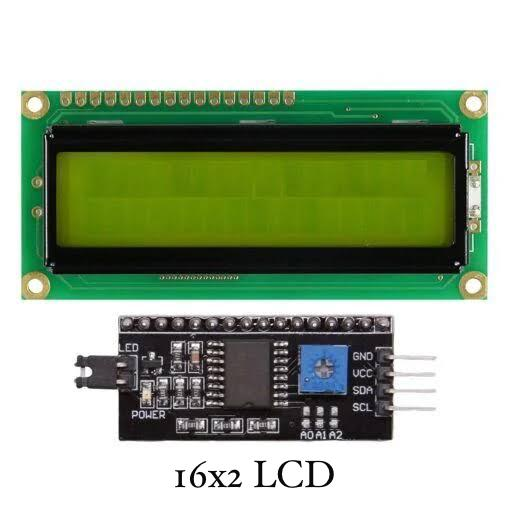 LED
GND
VCC
SDA
SCL
POWER
A0 A1 A2
16x2 LCD